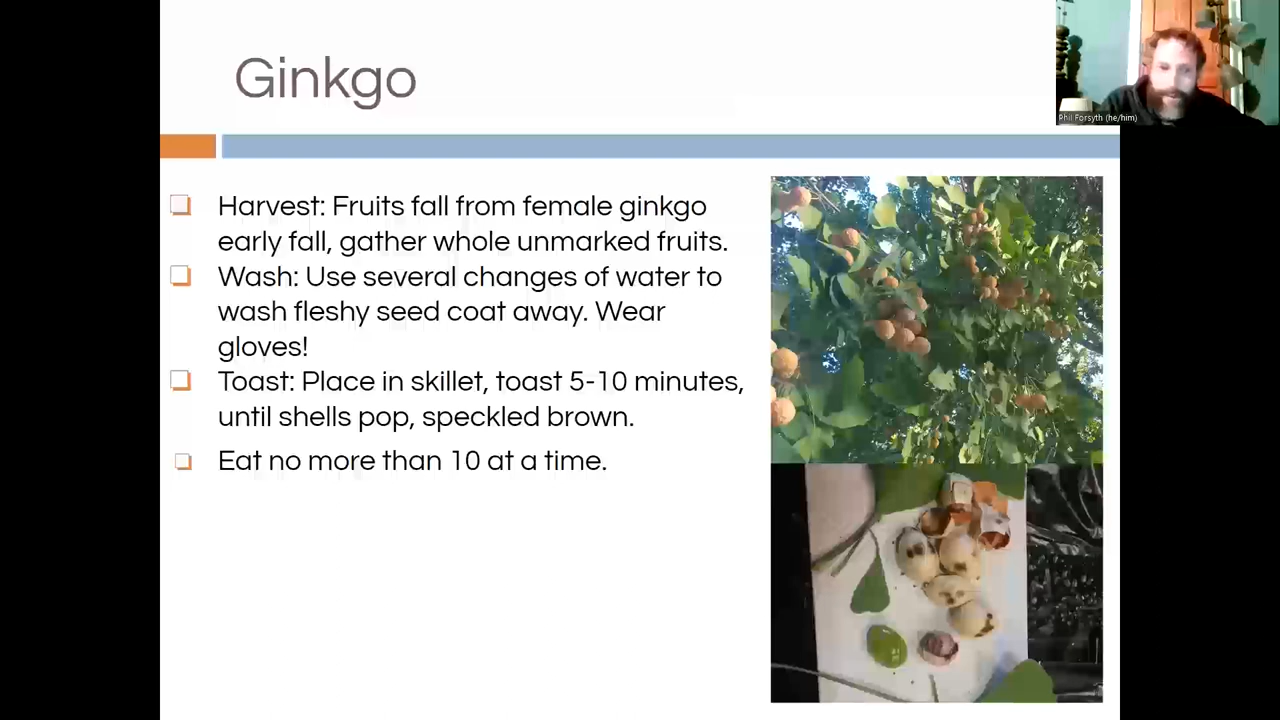 Ginkgo
Phil Forsyth (he/him)
Harvest: Fruits fall from female ginkgo
early fall, gather whole unmarked fruits.
Wash: Use several changes of water to
wash fleshy seed coat away. Wear
gloves!
Toast: Place in skillet, toast 5-10 minutes,
until shells pop, speckled brown.
Eat no more than 10 at a time.